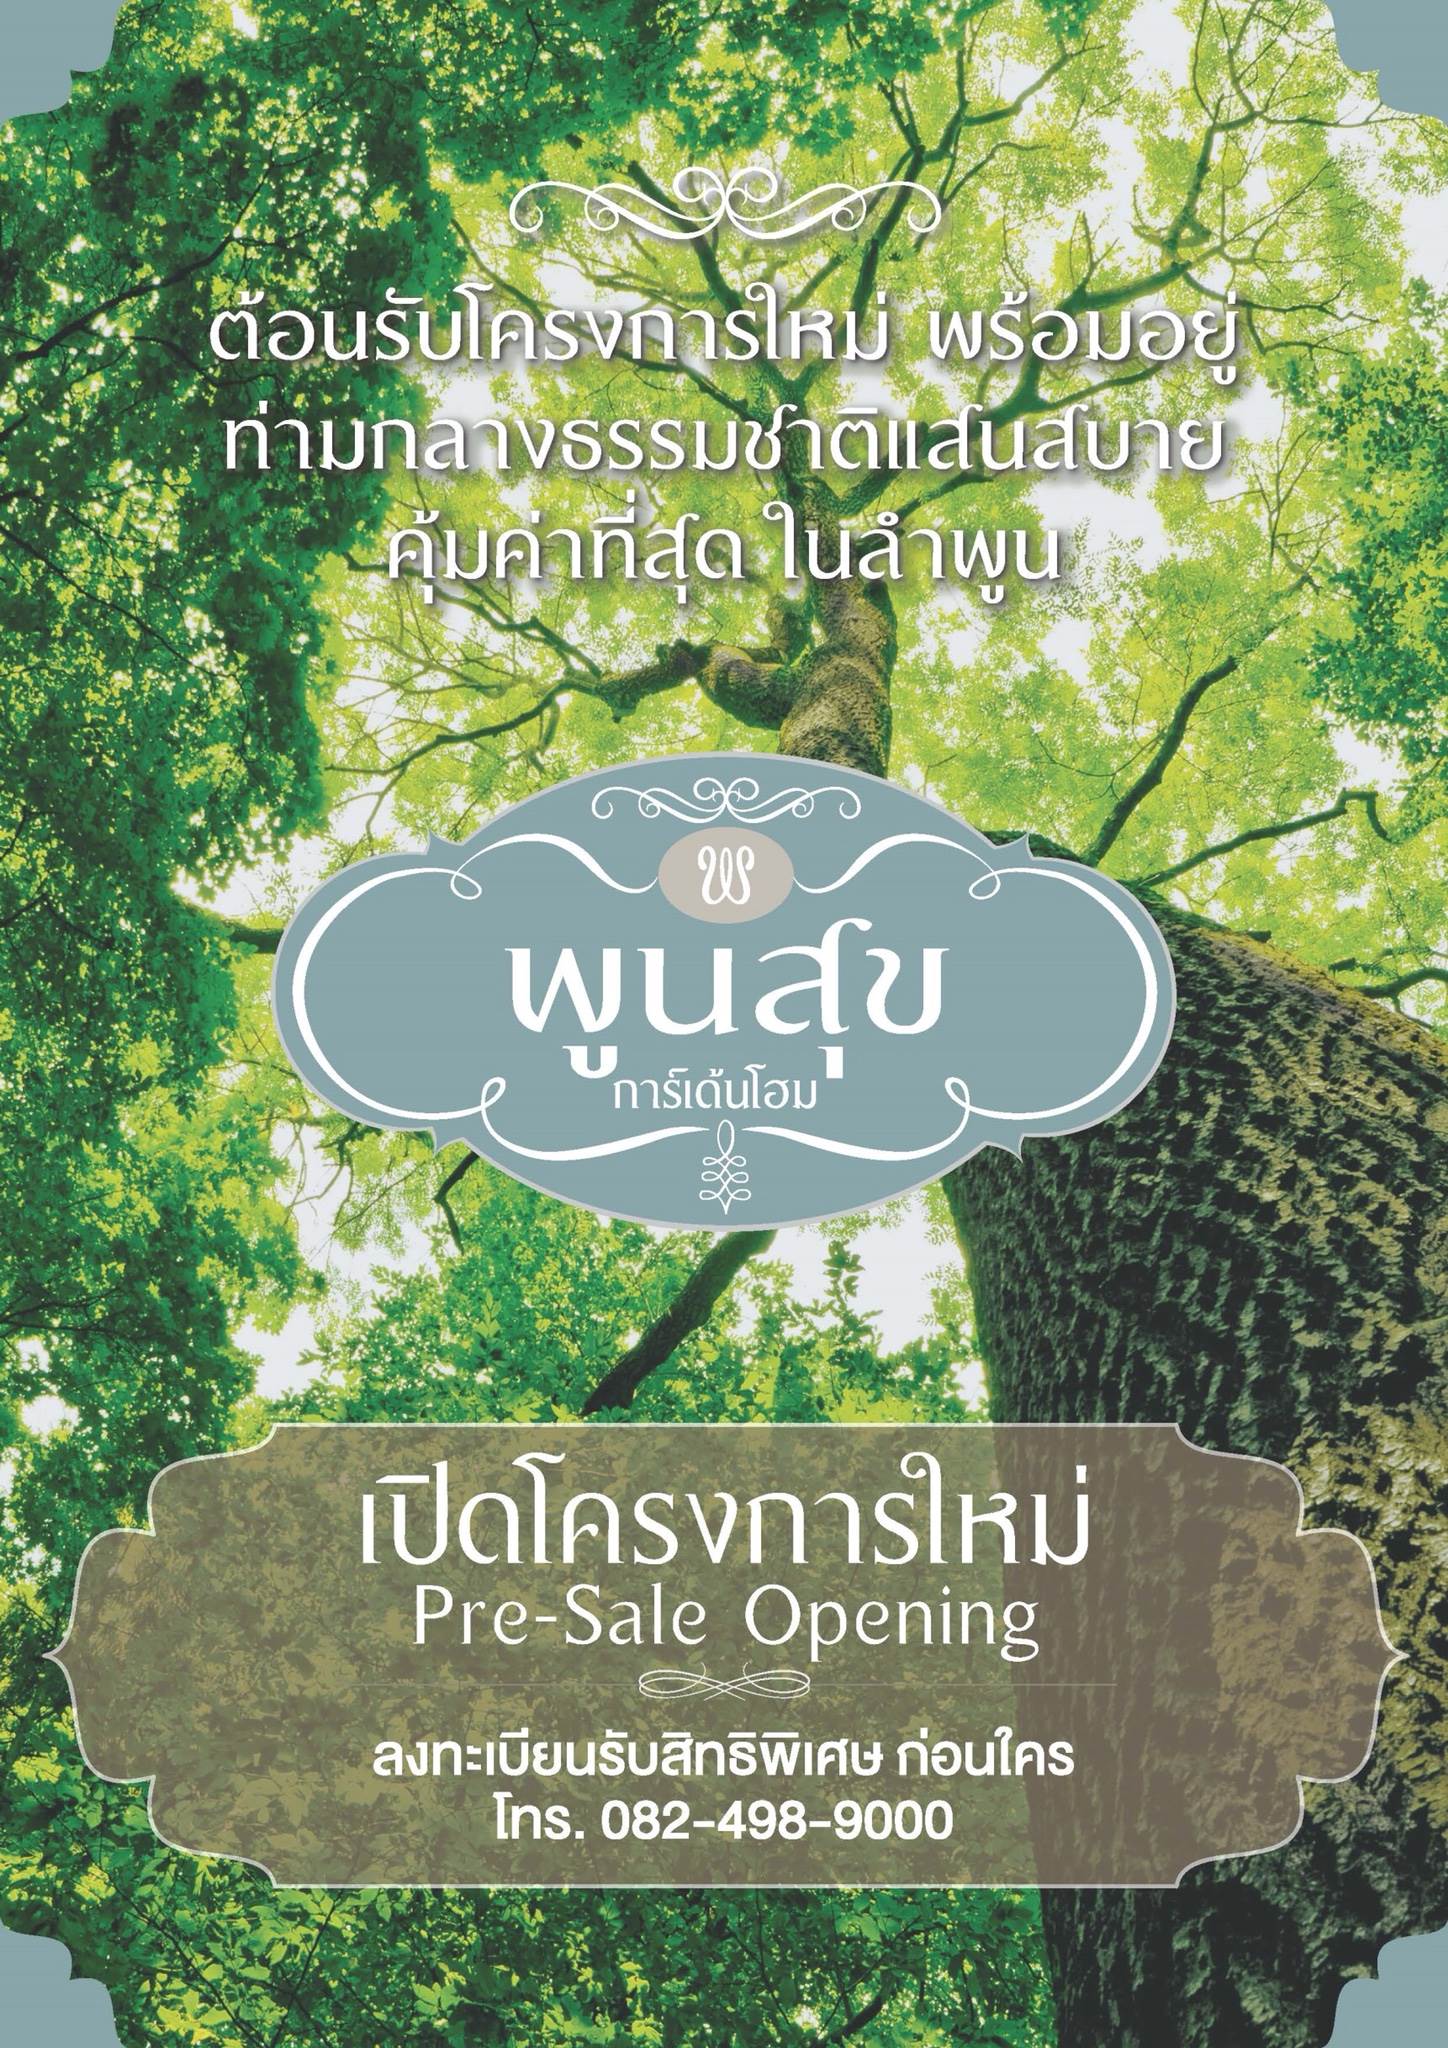 ต้อนรับโครงการใหม่ พร้อมอยู่
ท่ามกลางธรรมชาติแสนสบาย
คุ้มค่าที่สุด ในลำพูน
พ
พูนสุข
การ์เด้นโฮม
เปิดโครงการใหม่
Pre-Sale Opening
ลงทะเบียนรับสิทธิพิเศษ ก่อนใคร
โทร. 082-498-9000